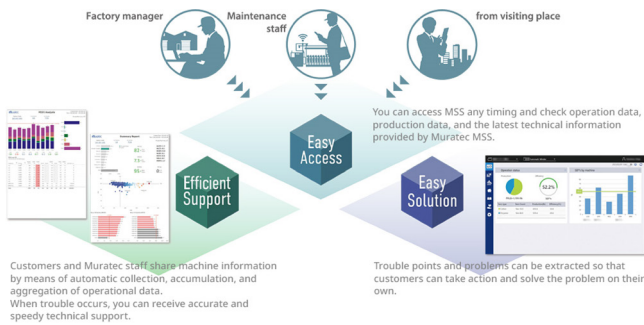 Factory manager
Maintenance
staff
from visiting place
You can access MSS any timing and check operation data,
production data, and the latest technical information
provided by Muratec MSS.
Easy
Access
Efficient
Support
Easy
Solution
52.2%
Customers and Muratec staff share machine information
by means of automatic collection, accumulation, and
aggregation of operational data.
When trouble occurs, you can receive accurate and
speedy technical support.
Trouble points and problems can be extracted so that
customers can take action and solve the problem on their
own.